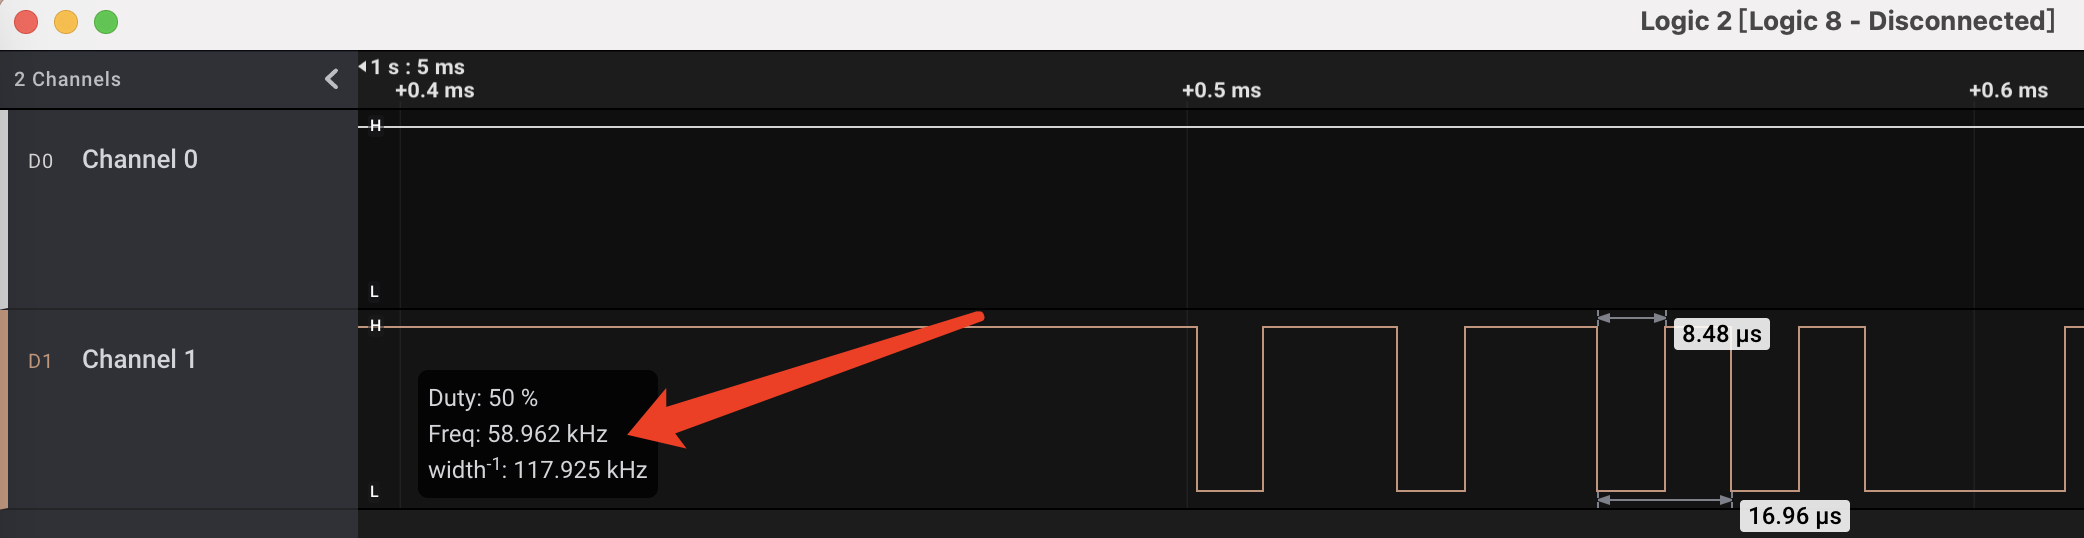 Logic 2 [Logic 8 - Disconnected]
2 Channels
1 s : 5 ms
+0.4 ms
+0.5 ms
+0.6 ms
H
D0 Channel 0
L
H
8.48 μs
D1 Channel 1
Duty: 50 %
Freq: 58.962 kHz
width⁻¹: 117.925 kHz
L
16.96 μs